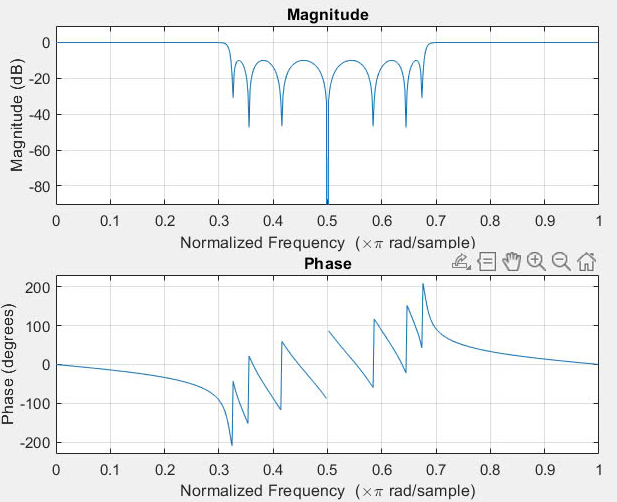 Magnitude
Magnitude (dB)
0
-20
-40
-60
-80
0 0.1 0.2 0.3 0.4 0.5 0.6 0.7 0.8 0.9 1
Normalized Frequency (×π rad/sample)
Phase
Phase (degrees)
200
100
0
-100
-200
0 0.1 0.2 0.3 0.4 0.5 0.6 0.7 0.8 0.9 1
Normalized Frequency (×π rad/sample)